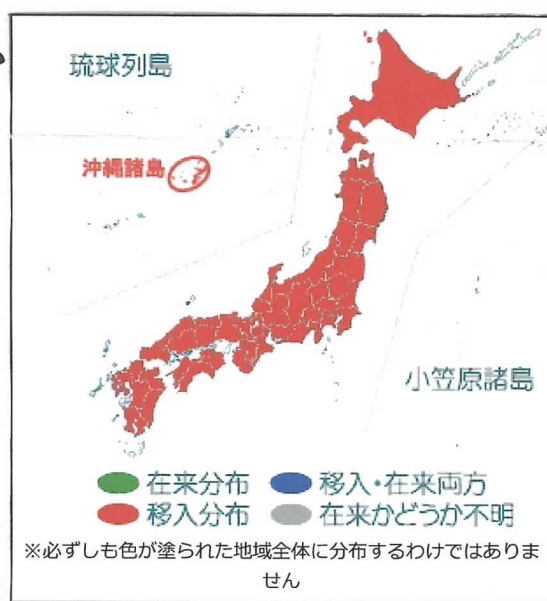 琉球列島
沖縄諸島
小笠原諸島
在来分布 移入・在来両方
移入分布 在来かどうか不明
※必ずしも色が塗られた地域全体に分布するわけではありま
せん